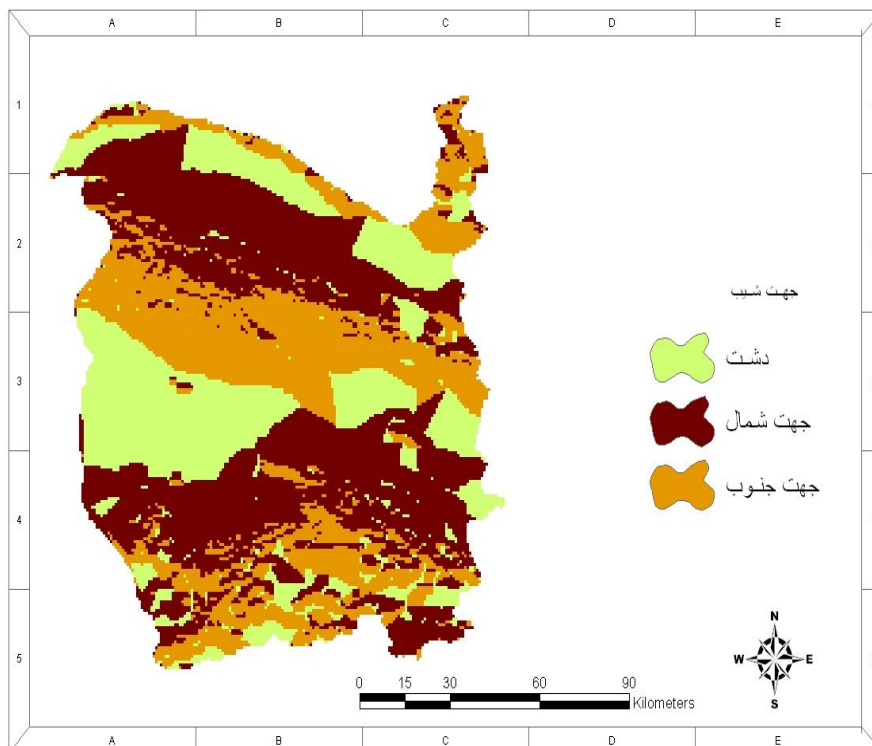 A B C D E
1
2
3
4
5
جهت شیب
دشت
جهت شمال
جهت جنوب
N
W E
S
0 15 30 60 90
Kilometers
A B C D E